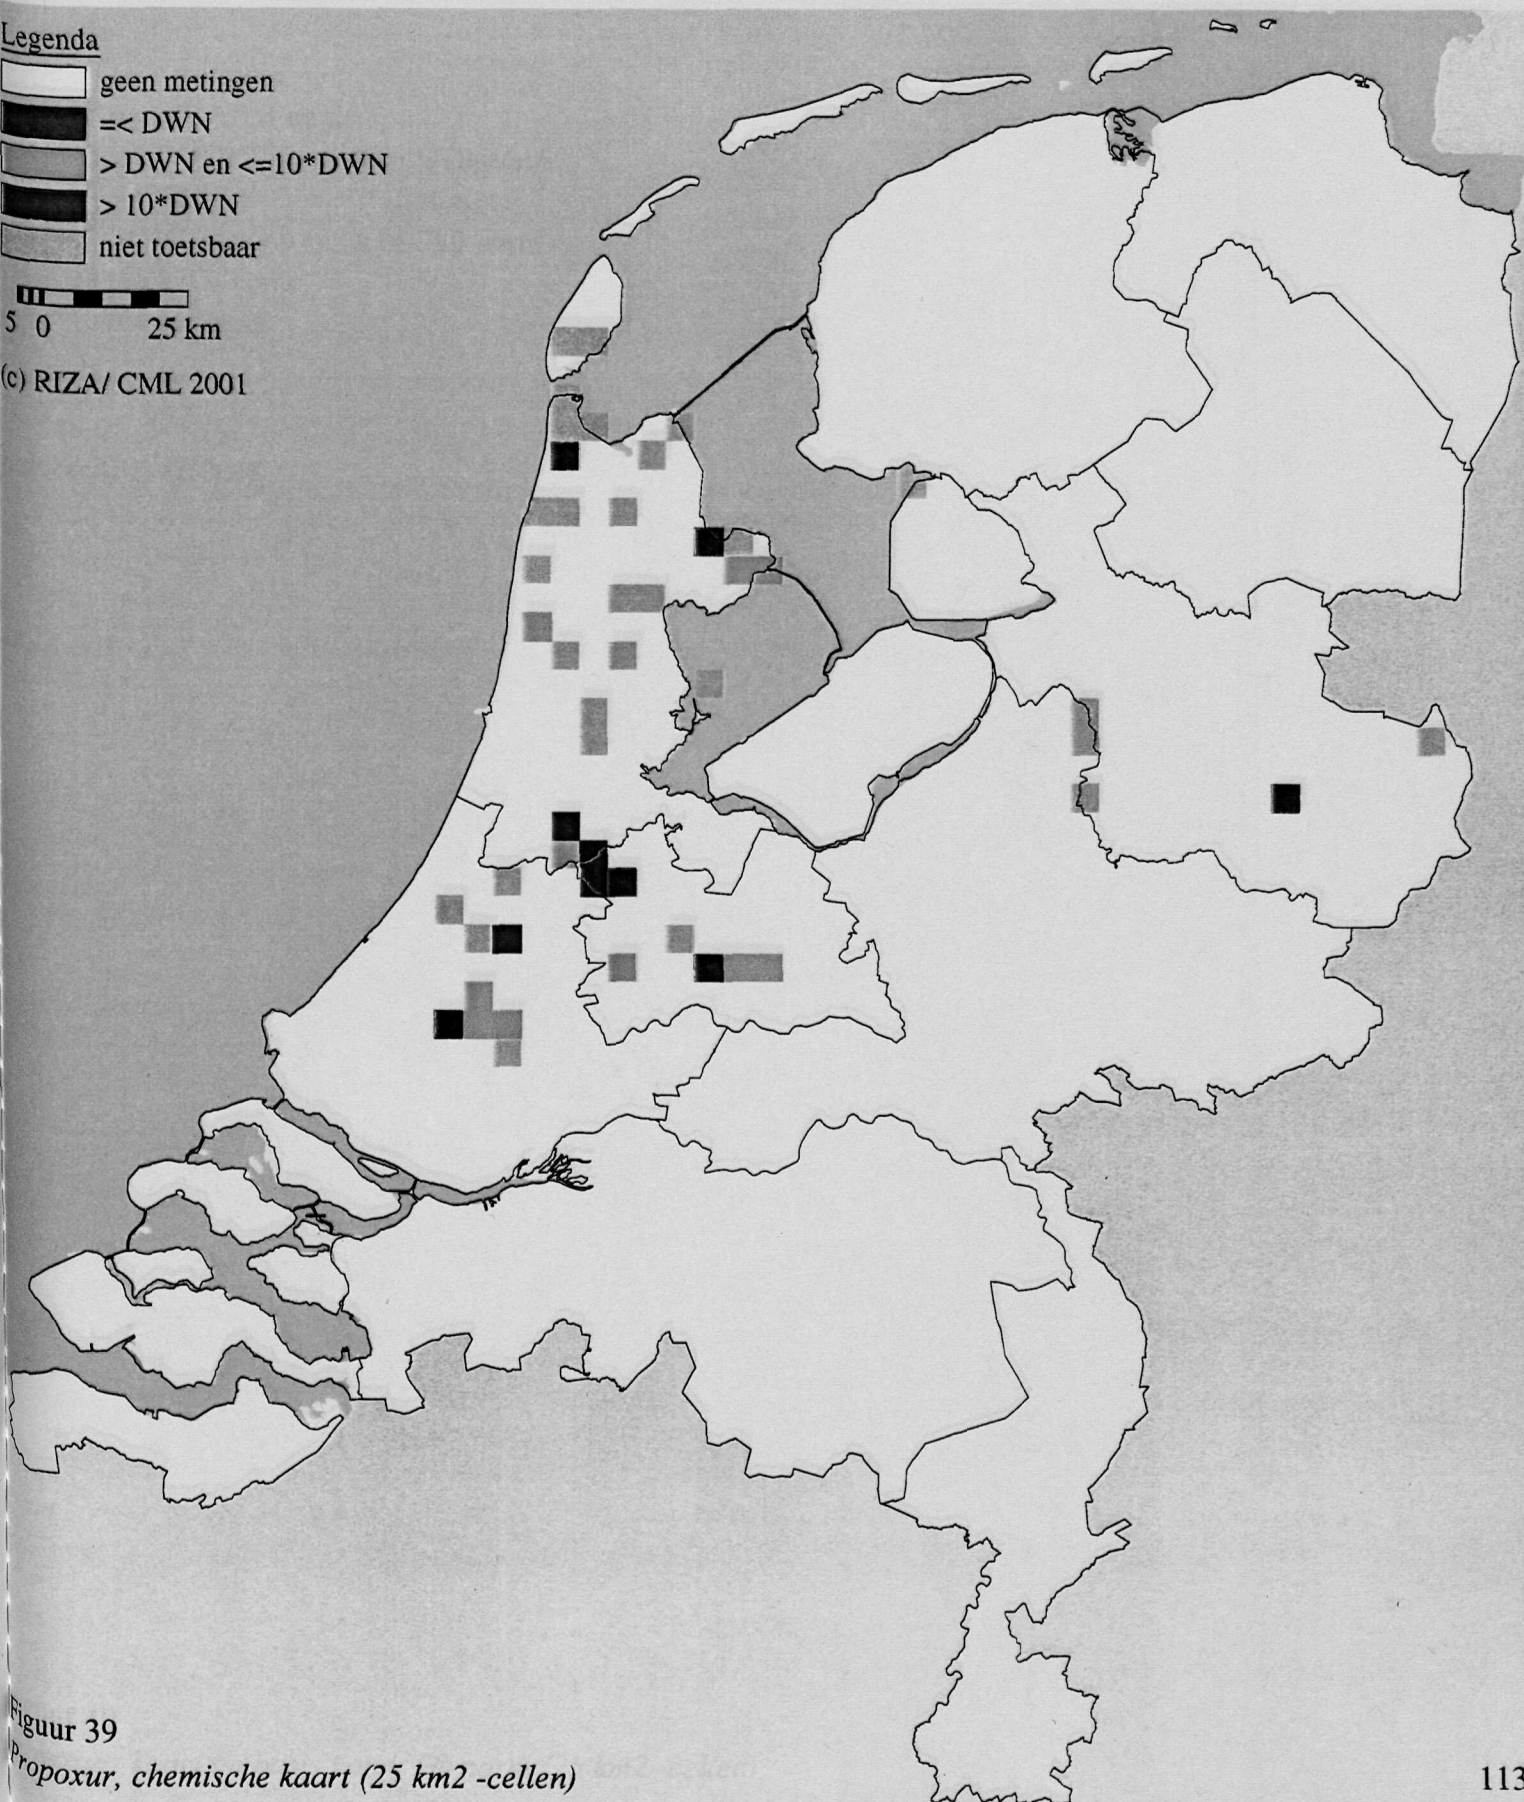 Legenda
geen metingen
=< DWN
> DWN en <=10*DWN
> 10*DWN
niet toetsbaar
5 0 25 km
(c) RIZA/ CML 2001
Figuur 39
Propoxur, chemische kaart (25 km2 -cellen)
113